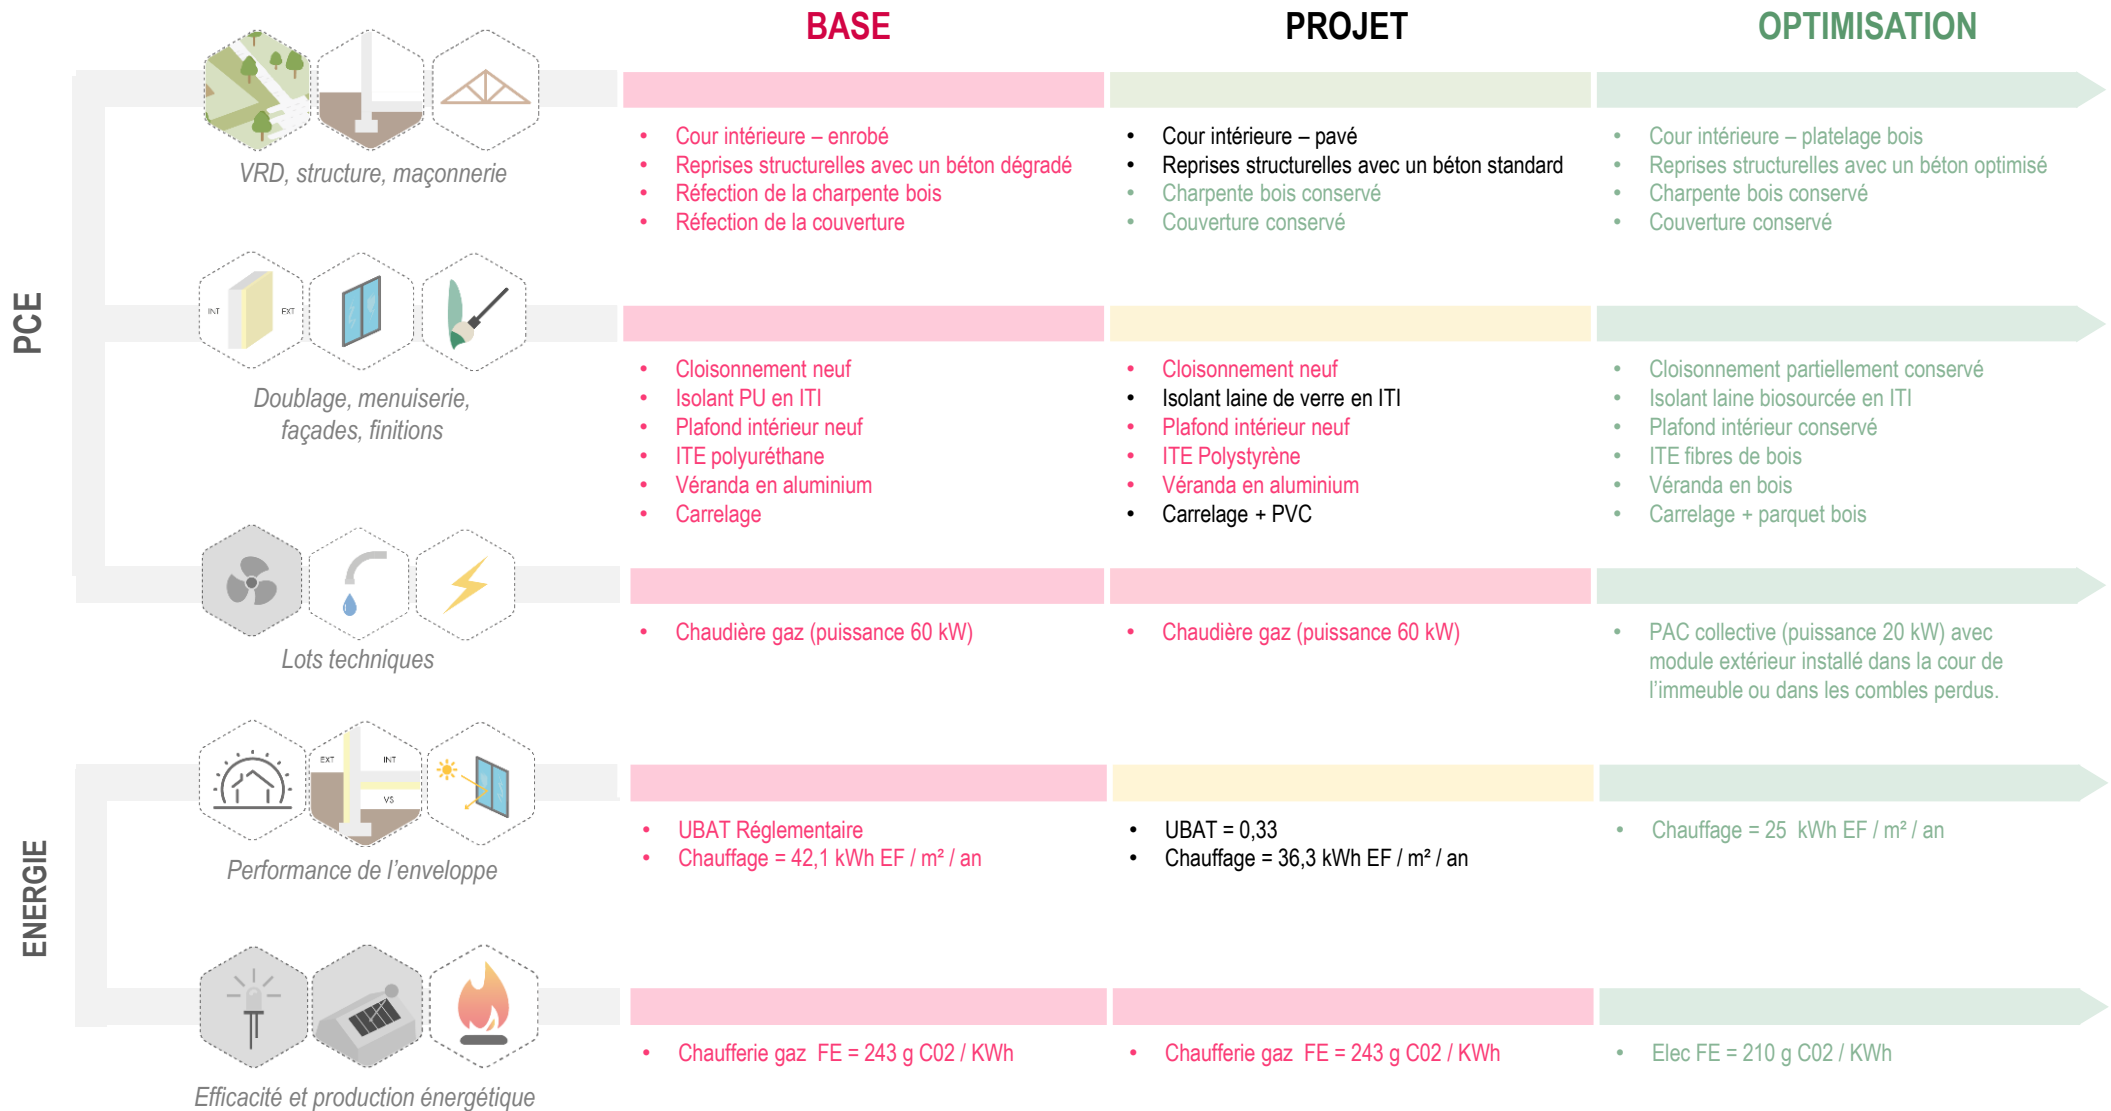 BASE
PROJET
OPTIMISATION
PCE
VRD, structure, maçonnerie
• Cour intérieure – enrobé
• Reprises structurelles avec un béton dégradé
• Réfection de la charpente bois
• Réfection de la couverture
• Cour intérieure – pavé
• Reprises structurelles avec un béton standard
• Charpente bois conservé
• Couverture conservé
• Cour intérieure – platelage bois
• Reprises structurelles avec un béton optimisé
• Charpente bois conservé
• Couverture conservé
INT
EXT
Doublage, menuiserie,
façades, finitions
• Cloisonnement neuf
• Isolant PU en ITI
• Plafond intérieur neuf
• ITE polyuréthane
• Véranda en aluminium
• Carrelage
• Cloisonnement neuf
• Isolant laine de verre en ITI
• Plafond intérieur neuf
• ITE Polystyrène
• Véranda en aluminium
• Carrelage + PVC
• Cloisonnement partiellement conservé
• Isolant laine biosourcée en ITI
• Plafond intérieur conservé
• ITE fibres de bois
• Véranda en bois
• Carrelage + parquet bois
Lots techniques
• Chaudière gaz (puissance 60 kW)
• Chaudière gaz (puissance 60 kW)
• PAC collective (puissance 20 kW) avec
module extérieur installé dans la cour de
l'immeuble ou dans les combles perdus.
ENERGIE
EXT
INT
VS
Performance de l'enveloppe
• UBAT Réglementaire
• Chauffage = 42,1 kWh EF / m² / an
• UBAT = 0,33
• Chauffage = 36,3 kWh EF / m² / an
• Chauffage = 25 kWh EF / m² / an
Efficacité et production énergétique
• Chaufferie gaz FE = 243 g C02 / KWh
• Chaufferie gaz FE = 243 g C02 / KWh
• Elec FE = 210 g C02 / KWh